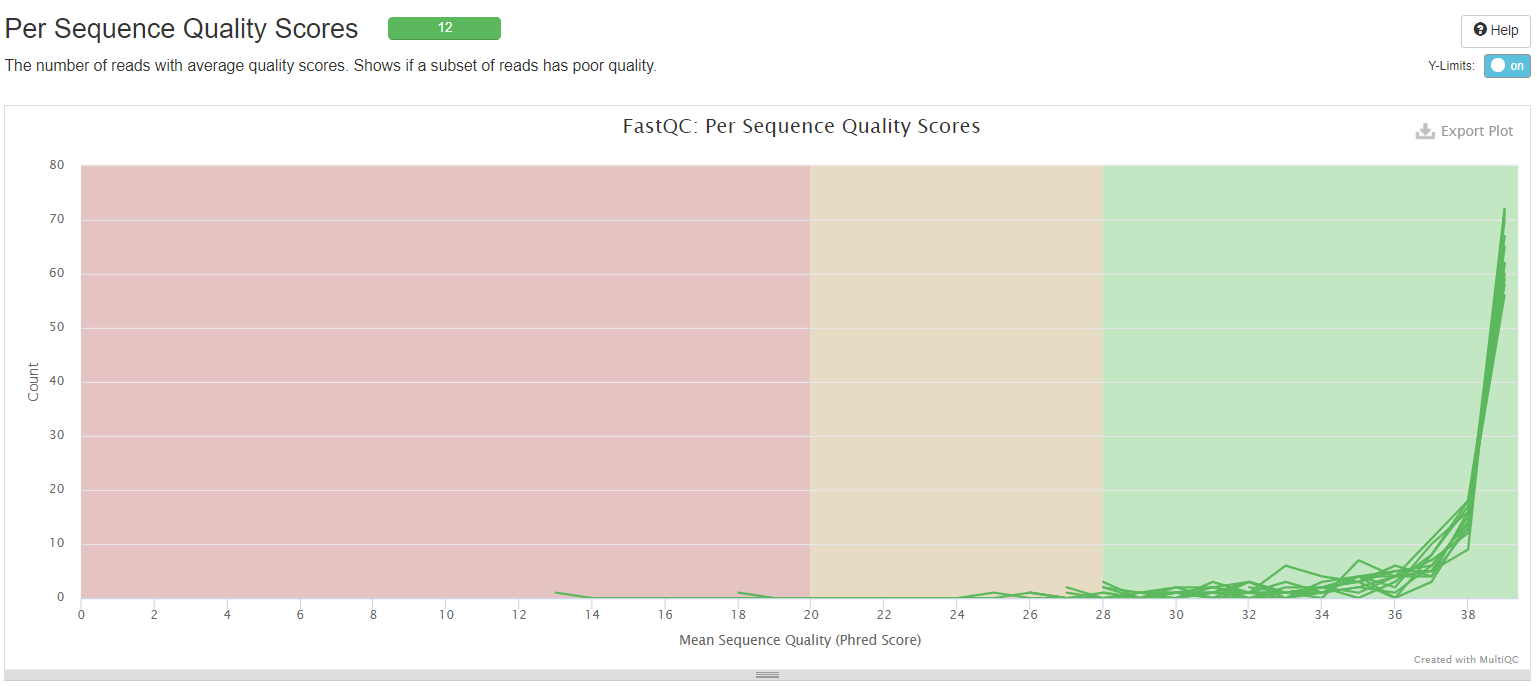 Per Sequence Quality Scores 12
Help
The number of reads with average quality scores. Shows if a subset of reads has poor quality.
Y-Limits: on
FastQC: Per Sequence Quality Scores
Export Plot
80
70
60
50
40
30
20
10
0
Count
0 2 4 6 8 10 12 14 16 18 20 22 24 26 28 30 32 34 36 38
Mean Sequence Quality (Phred Score)
Created with MultiQC